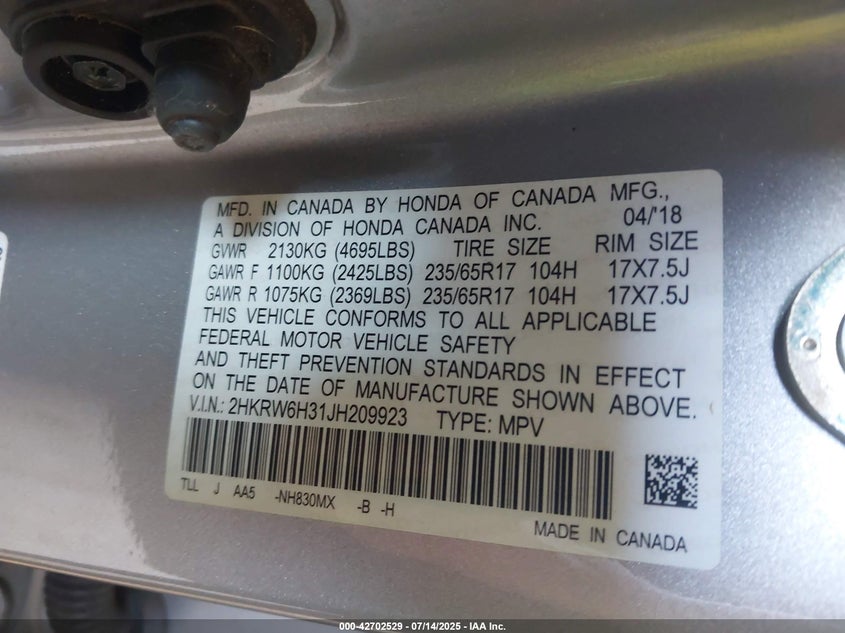 MFD. IN CANADA BY HONDA OF CANADA MFG.,
A DIVISION OF HONDA CANADA INC. 04/'18
GVWR 2130KG (4695LBS) TIRE SIZE RIM SIZE
GAWR F 1100KG (2425LBS) 235/65R17 104H 17X7.5J
GAWR R 1075KG (2369LBS) 235/65R17 104H 17X7.5J
THIS VEHICLE CONFORMS TO ALL APPLICABLE
FEDERAL MOTOR VEHICLE SAFETY
AND THEFT PREVENTION STANDARDS IN EFFECT
ON THE DATE OF MANUFACTURE SHOWN ABOVE.
V.I.N.: 2HKRW6H31JH209923 TYPE: MPV
TLL J AA5 -NH830MX -B -H
MADE IN CANADA
000-42702529 - 07/14/2025 - IAA Inc.